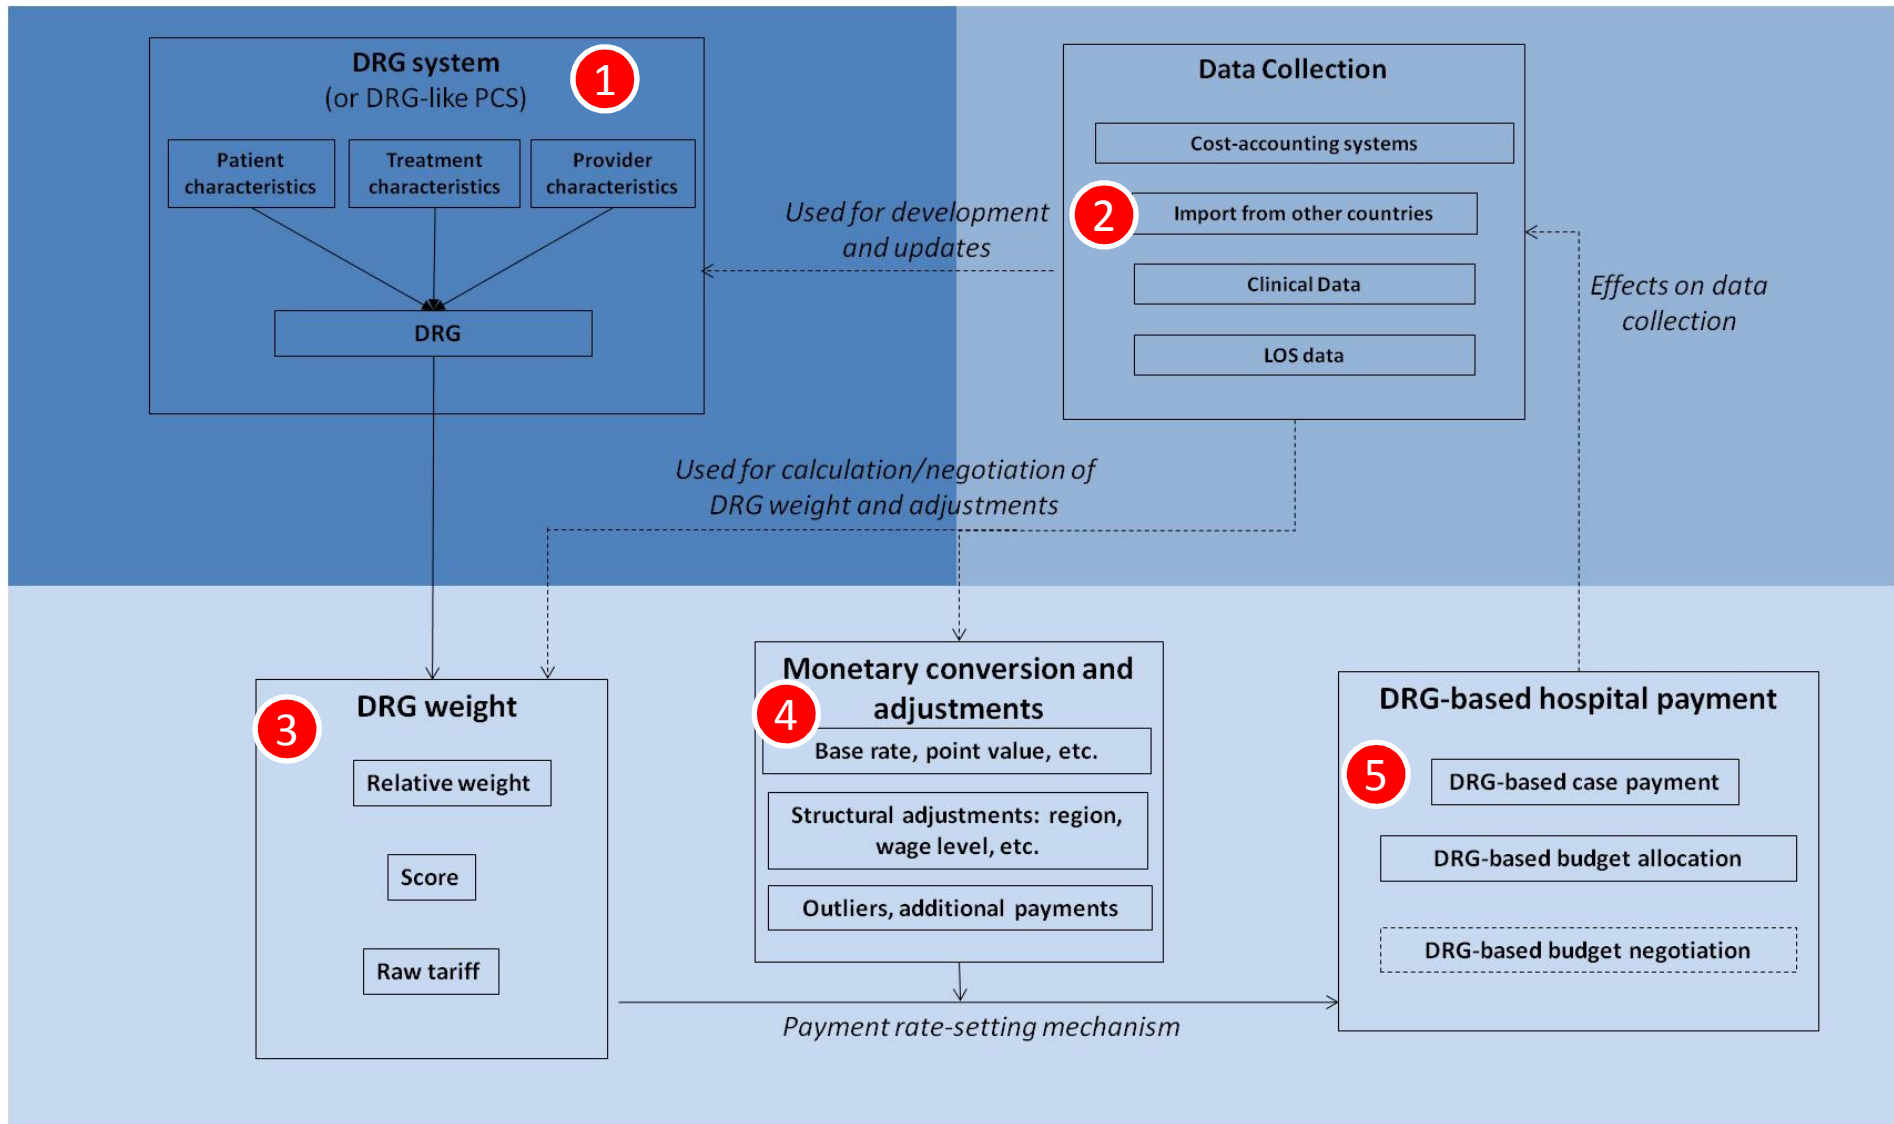 DRG system
(or DRG-like PCS)
1
Patient
characteristics
Treatment
characteristics
Provider
characteristics
DRG
Data Collection
Cost-accounting systems
2
Import from other countries
Clinical Data
LOS data
Used for development
and updates
Effects on data
collection
Used for calculation/negotiation of
DRG weight and adjustments
DRG weight
3
Relative weight
Score
Raw tariff
Monetary conversion and
adjustments
4
Base rate, point value, etc.
Structural adjustments: region,
wage level, etc.
Outliers, additional payments
Payment rate-setting mechanism
DRG-based hospital payment
5
DRG-based case payment
DRG-based budget allocation
DRG-based budget negotiation